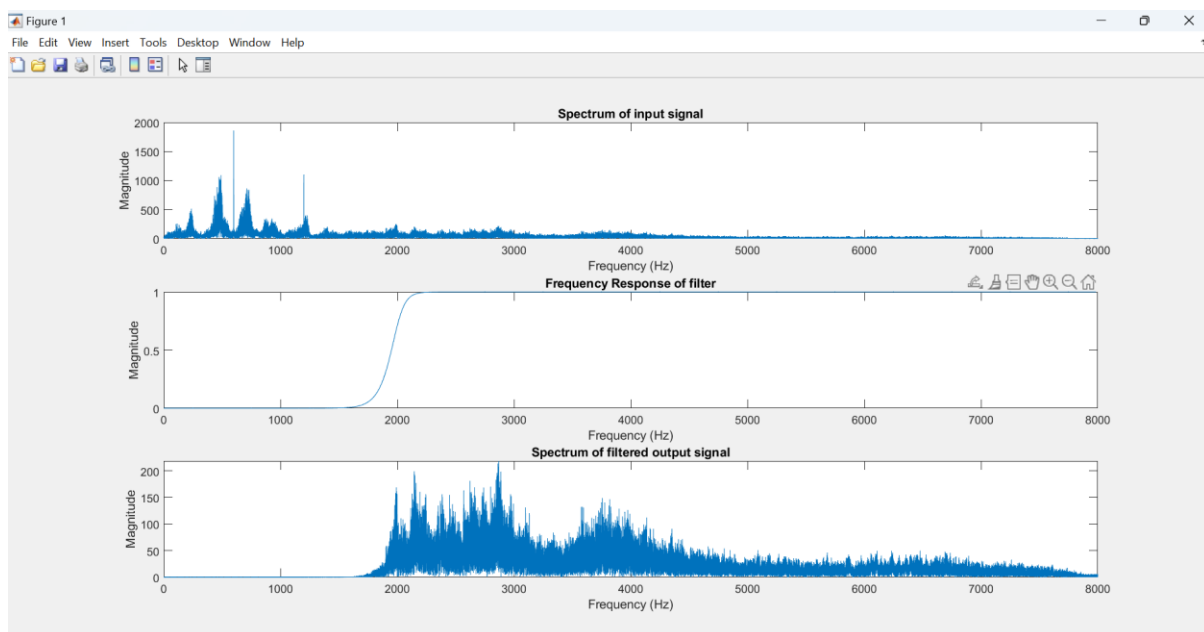 Figure 1
File Edit View Insert Tools Desktop Window Help
Spectrum of input signal
2000
1500
1000
500
0
Magnitude
0 1000 2000 3000 4000 5000 6000 7000 8000
Frequency (Hz)
Frequency Response of filter
1
0.5
0
Magnitude
0 1000 2000 3000 4000 5000 6000 7000 8000
Frequency (Hz)
Spectrum of filtered output signal
200
150
100
50
0
Magnitude
0 1000 2000 3000 4000 5000 6000 7000 8000
Frequency (Hz)